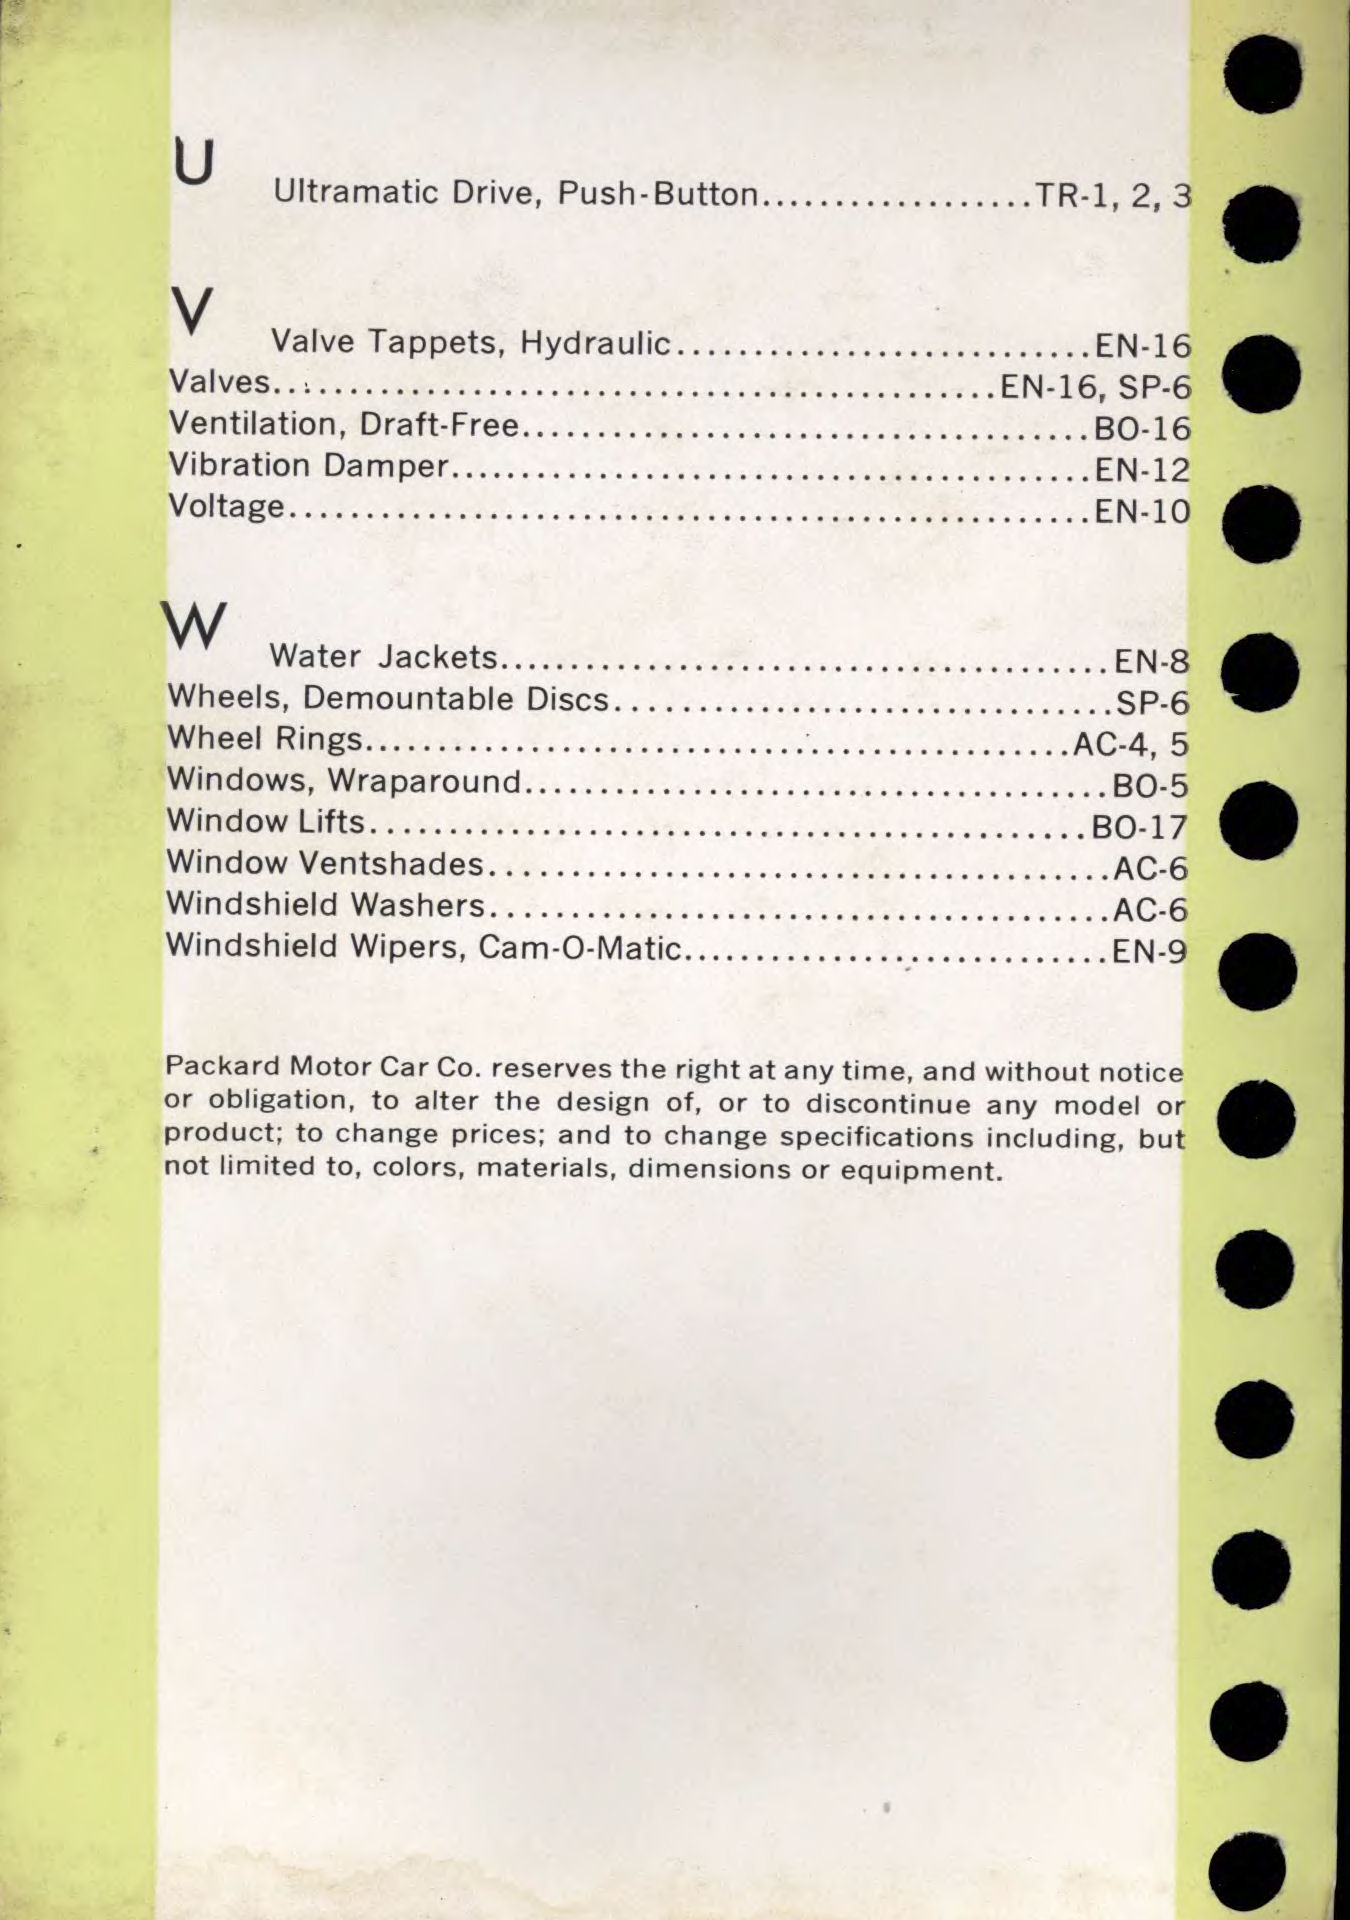 U
Ultramatic Drive, Push-Button...................TR-1, 2, 3
V
Valve Tappets, Hydraulic.............................EN-16
Valves..................................................EN-16, SP-6
Ventilation, Draft-Free.......................................BO-16
Vibration Damper............................................EN-12
Voltage.......................................................EN-10
W
Water Jackets..........................................EN-8
Wheels, Demountable Discs..................................SP-6
Wheel Rings................................................AC-4, 5
Windows, Wraparound.......................................BO-5
Window Lifts.................................................BO-17
Window Ventshades..........................................AC-6
Windshield Washers..........................................AC-6
Windshield Wipers, Cam-O-Matic.............................EN-9
Packard Motor Car Co. reserves the right at any time, and without notice
or obligation, to alter the design of, or to discontinue any model or
product; to change prices; and to change specifications including, but
not limited to, colors, materials, dimensions or equipment.